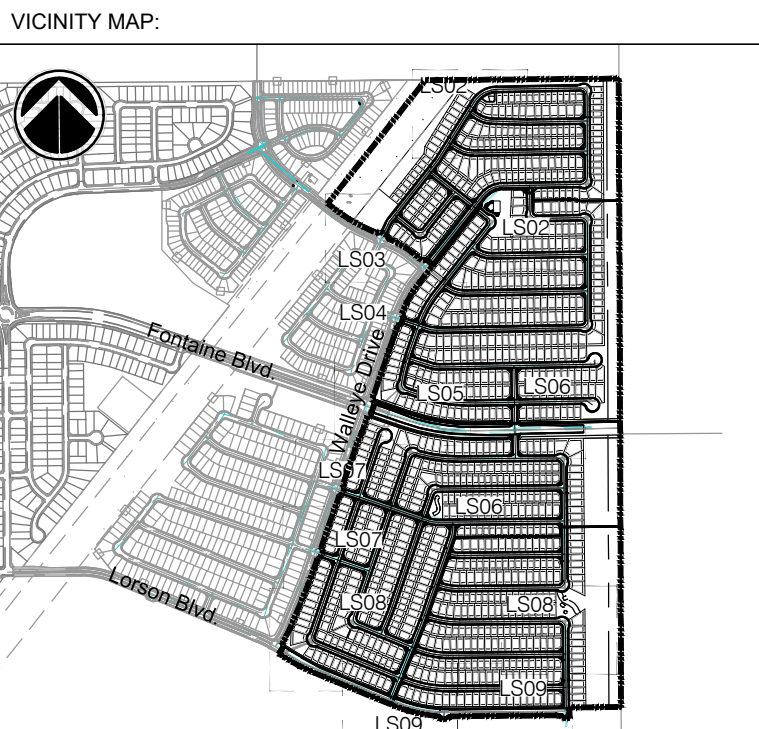 VICINITY MAP:
LS02
LS02
LS03
LS04
Fontaine Blvd.
Walleye Drive
LS05
LS06
LS07
LS06
LS07
LS08
LS08
Lorson Blvd.
LS09
LS09